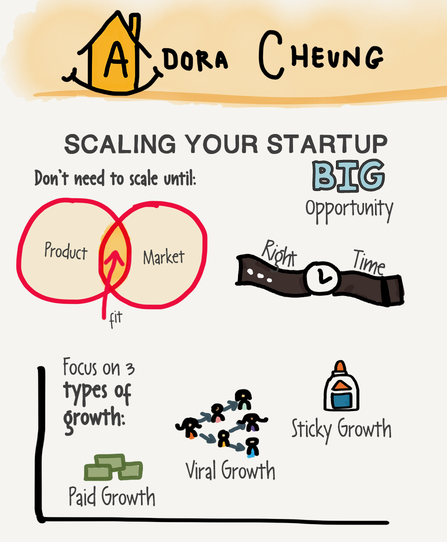 ADORA CHEUNG
SCALING YOUR STARTUP
Don't need to scale until:
BIG
Opportunity
Product
Market
fit
Right Time
Focus on 3
types of
growth:
Paid Growth
Viral Growth
Sticky Growth